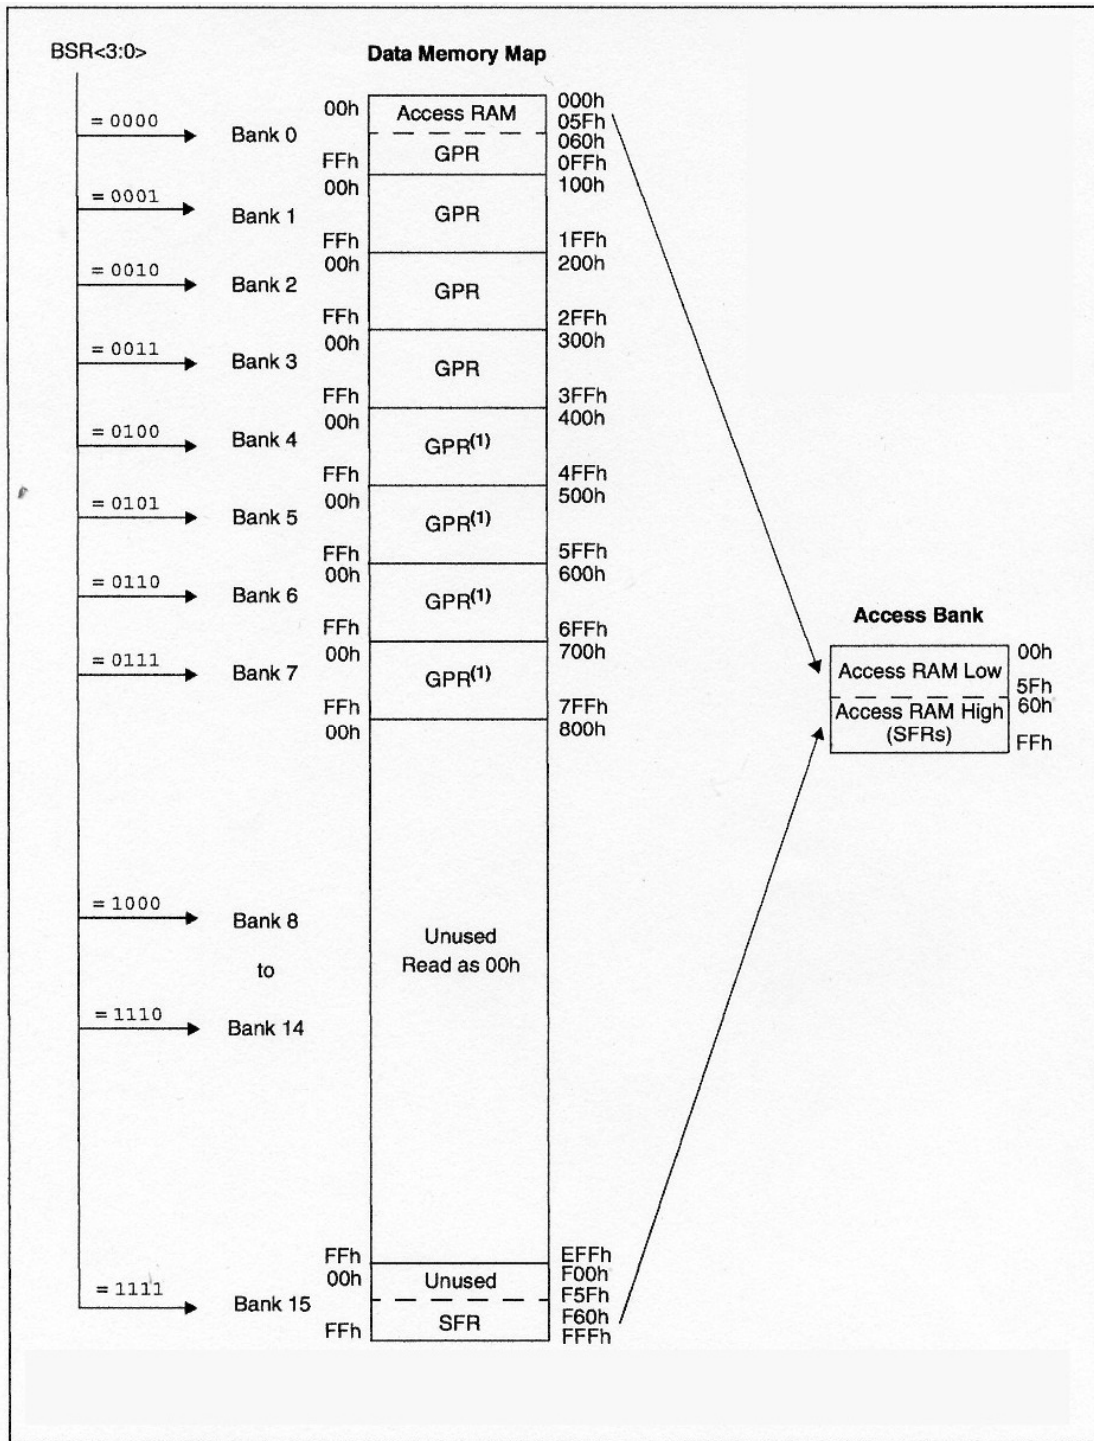 BSR<3:0>
Data Memory Map
= 0000
Bank 0
00h
Access RAM
000h
05Fh
FFh
GPR
060h
0FFh
= 0001
Bank 1
00h
GPR
100h
FFh
1FFh
= 0010
Bank 2
00h
GPR
200h
FFh
2FFh
= 0011
Bank 3
00h
GPR
300h
FFh
3FFh
= 0100
Bank 4
00h
GPR(1)
400h
FFh
4FFh
= 0101
Bank 5
00h
GPR(1)
500h
FFh
5FFh
= 0110
Bank 6
00h
GPR(1)
600h
FFh
6FFh
= 0111
Bank 7
00h
GPR(1)
700h
FFh
7FFh
00h
800h
= 1000
Bank 8
to
= 1110
Bank 14
Unused
Read as 00h
FFh
EFFh
= 1111
Bank 15
00h
Unused
F00h
F5Fh
SFR
F60h
FFh
FFFh
Access Bank
Access RAM Low
00h
5Fh
Access RAM High
(SFRs)
60h
FFh